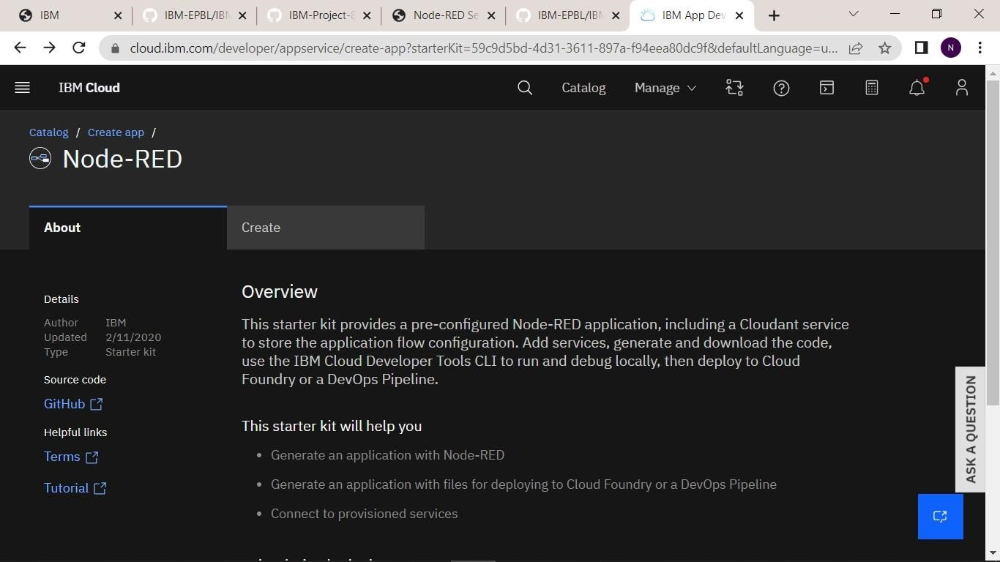 IBM
IBM-EPBL/IBM
IBM-Project-8
Node-RED Se
IBM-EPBL/IBM
IBM App Dev
cloud.ibm.com/developer/appservice/create-app?starterKit=59c9d5bd-4d31-3611-897a-f94eea80dc9f&defaultLanguage=u...
N
IBM Cloud
Catalog
Manage
Catalog / Create app /
Node-RED
About
Create
Details
Author IBM
Updated 2/11/2020
Type Starter kit
Source code
GitHub
Helpful links
Terms
Tutorial
Overview
This starter kit provides a pre-configured Node-RED application, including a Cloudant service
to store the application flow configuration. Add services, generate and download the code,
use the IBM Cloud Developer Tools CLI to run and debug locally, then deploy to Cloud
Foundry or a DevOps Pipeline.
This starter kit will help you
• Generate an application with Node-RED
• Generate an application with files for deploying to Cloud Foundry or a DevOps Pipeline
• Connect to provisioned services
ASK A QUESTION